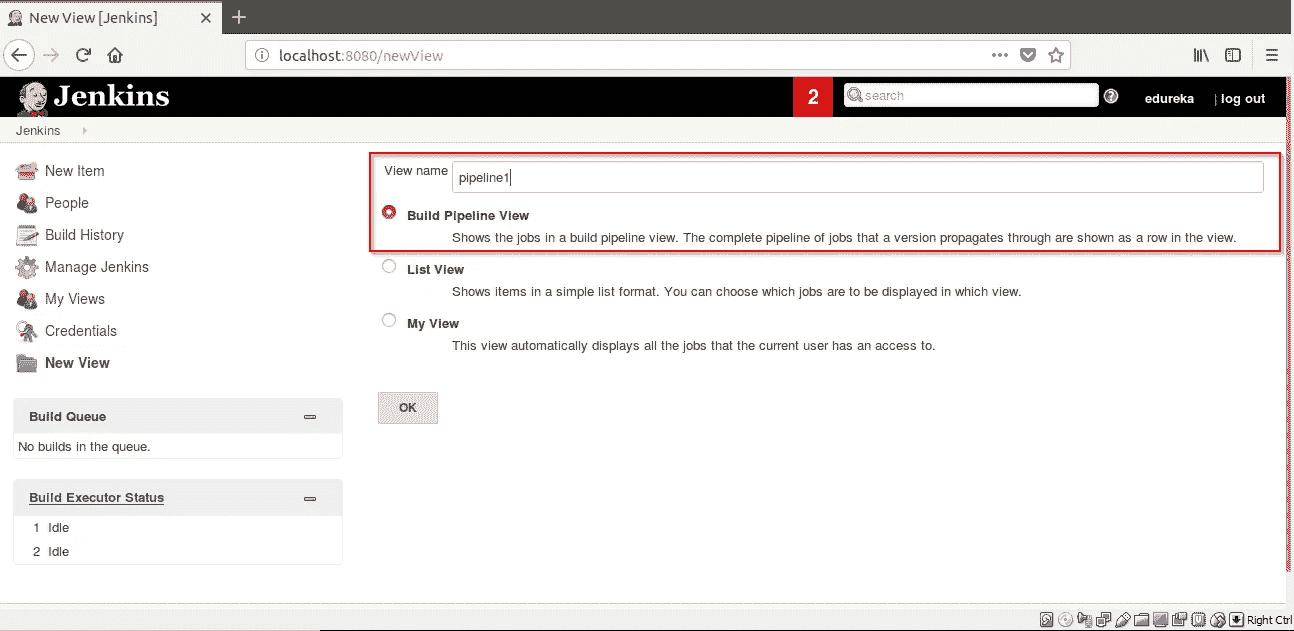 New View [Jenkins]
localhost:8080/newView
Jenkins
2
search
edureka
| log out
Jenkins
New Item
People
Build History
Manage Jenkins
My Views
Credentials
New View
Build Queue
No builds in the queue.
Build Executor Status
1 Idle
2 Idle
View name
pipeline1
Build Pipeline View
Shows the jobs in a build pipeline view. The complete pipeline of jobs that a version propagates through are shown as a row in the view.
List View
Shows items in a simple list format. You can choose which jobs are to be displayed in which view.
My View
This view automatically displays all the jobs that the current user has an access to.
OK
Right Ctrl